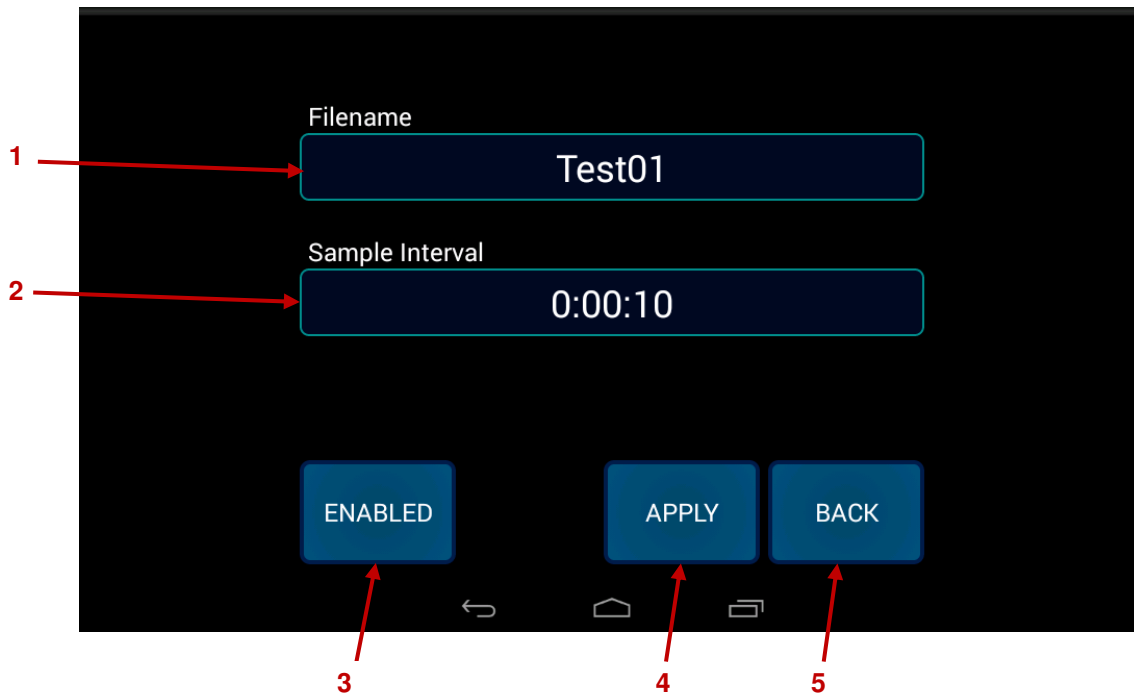 Filename
1
Test01
Sample Interval
2
0:00:10
ENABLED
APPLY
BACK
3
4
5